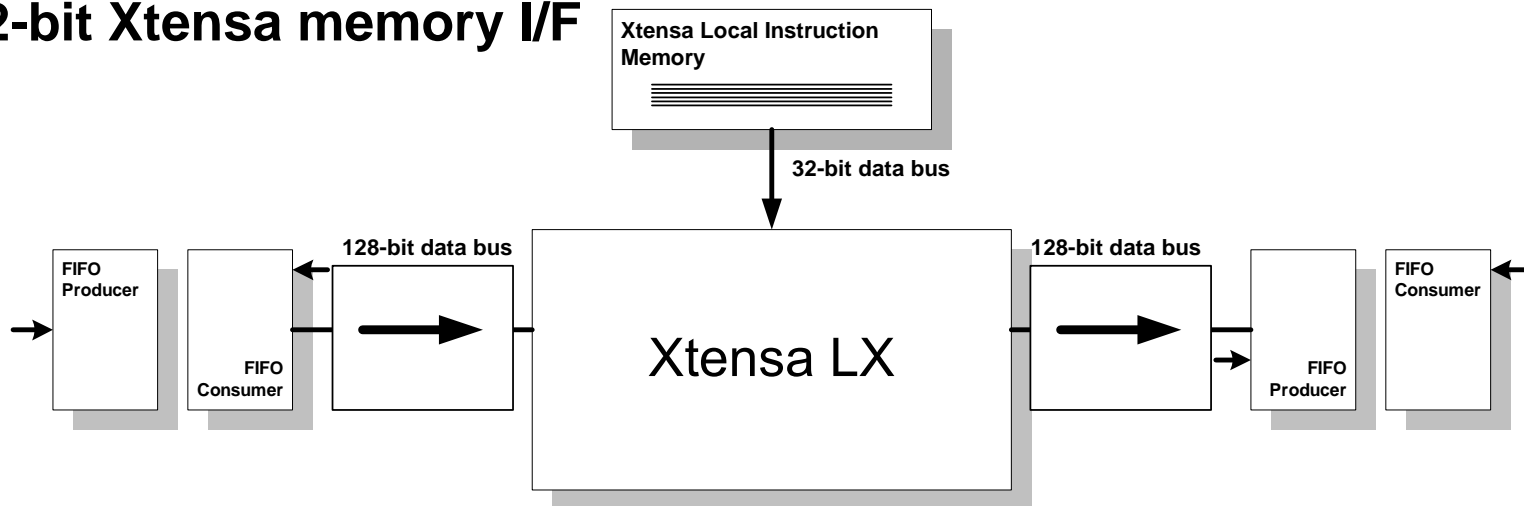 2-bit Xtensa memory I/F
Xtensa Local Instruction
Memory
32-bit data bus
128-bit data bus
128-bit data bus
FIFO
Producer
FIFO
Consumer
Xtensa LX
FIFO
Producer
FIFO
Consumer